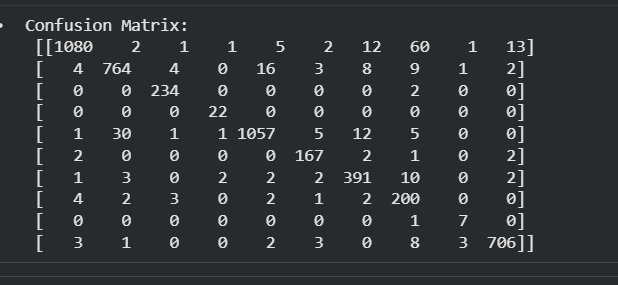 Confusion Matrix:
[[1080 2 1 1 5 2 12 60 1 13]
[ 4 764 4 0 16 3 8 9 1 2]
[ 0 0 234 0 0 0 0 2 0 0]
[ 0 0 0 22 0 0 0 0 0 0]
[ 1 30 1 1 1057 5 12 5 0 0]
[ 2 0 0 0 0 167 2 1 0 2]
[ 1 3 0 2 2 2 391 10 0 2]
[ 4 2 3 0 2 1 2 200 0 0]
[ 0 0 0 0 0 0 0 1 7 0]
[ 3 1 0 0 2 3 0 8 3 706]]